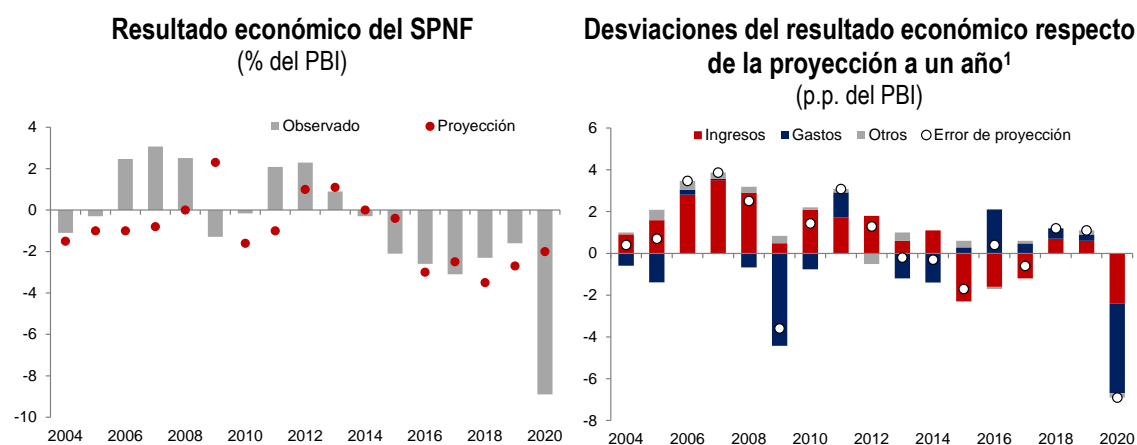 Resultado económico del SPNF
(% del PBI)
Observado
Proyección
4
2
0
-2
-4
-6
-8
-10
2004 2006 2008 2010 2012 2014 2016 2018 2020
Desviaciones del resultado económico respecto
de la proyección a un año¹
(p.p. del PBI)
Ingresos
Gastos
Otros
Error de proyección
6
4
2
0
-2
-4
-6
-8
2004 2006 2008 2010 2012 2014 2016 2018 2020